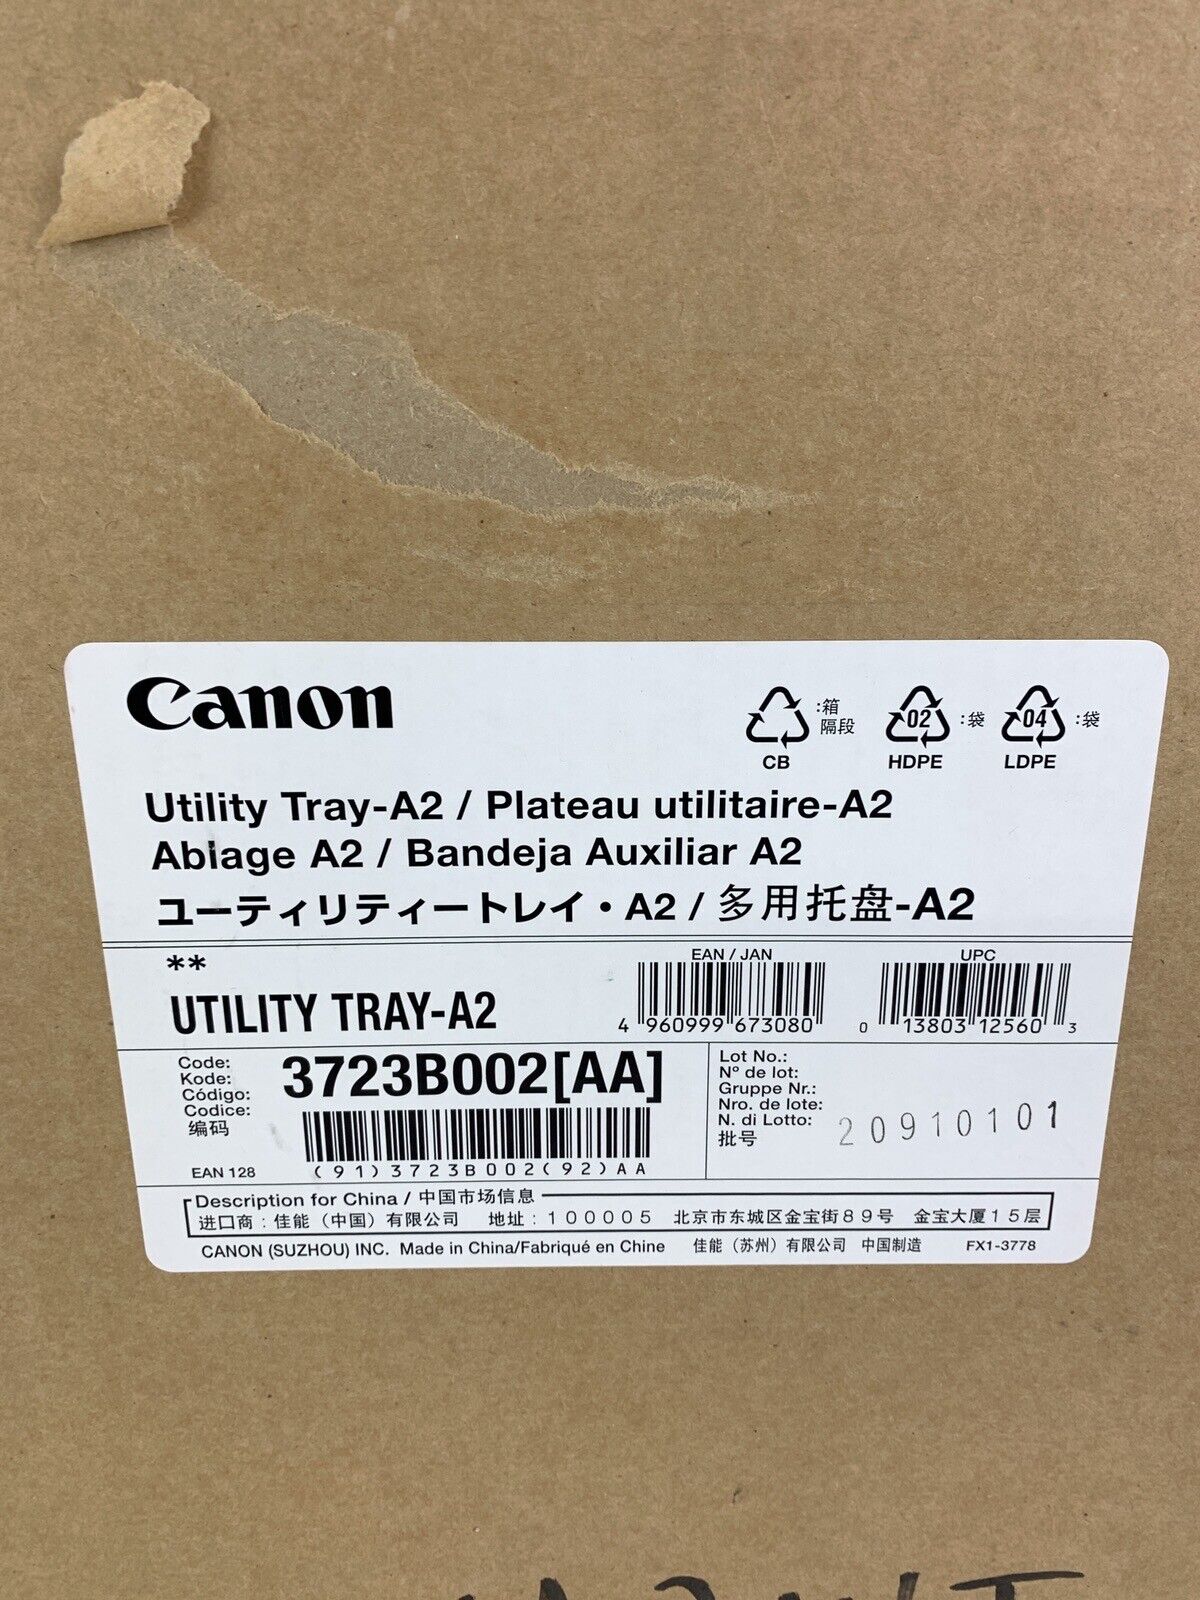 Canon
:箱
隔段
CB
02
:袋
HDPE
04
:袋
LDPE
Utility Tray-A2 / Plateau utilitaire-A2
Ablage A2 / Bandeja Auxiliar A2
ユーティリティートレイ・A2 / 多用托盘-A2
**
UTILITY TRAY-A2
EAN / JAN
4 960999 673080
UPC
0 13803 12560 3
Code:
Kode:
Código:
Codice:
编码
3723B002[AA]
EAN 128
(91)3723B002(92)AA
Lot No.:
Nº de lot:
Gruppe Nr.:
Nro. de lote:
N. di Lotto:
批号
20910101
Description for China / 中国市场信息
进口商：佳能（中国）有限公司 地址：100005 北京市东城区金宝街89号 金宝大厦15层
CANON (SUZHOU) INC. Made in China/Fabriqué en Chine 佳能（苏州）有限公司 中国制造 FX1-3778